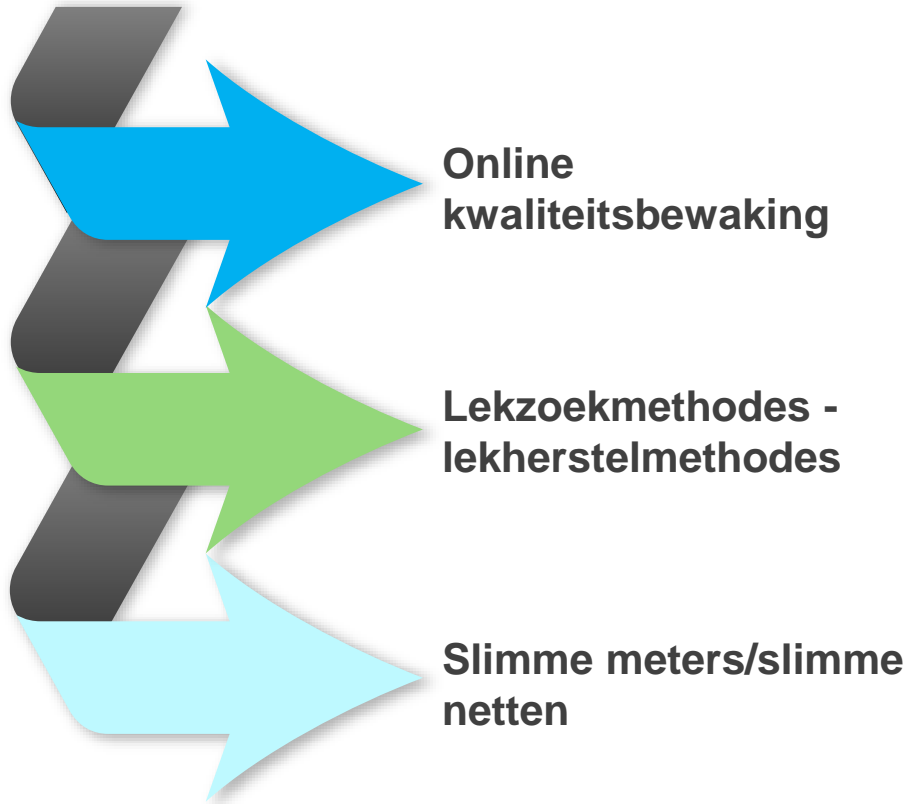 Online
kwaliteitsbewaking
Lekzoekmethodes -
lekherstelmethodes
Slimme meters/slimme
netten